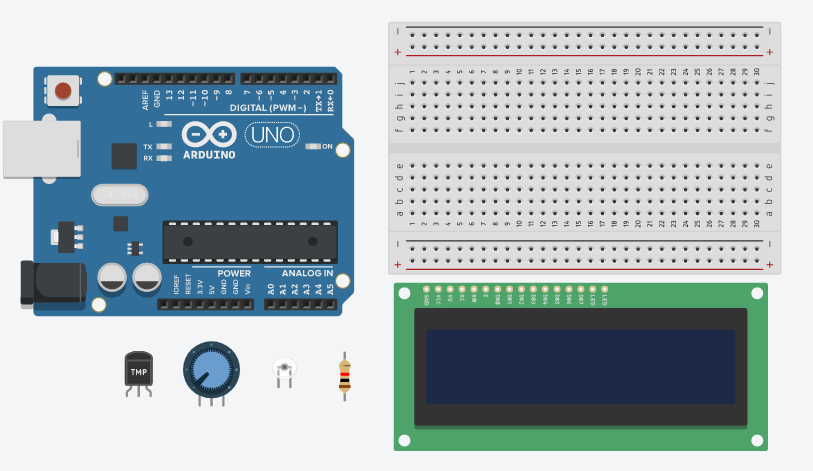 AREF
GND
13
12
~11
~10
~9
8
7
~6
~5
4
~3
2
TX→1
RX←0
DIGITAL (PWM~)
L
TX
RX
ARDUINO
UNO
ON
POWER
ANALOG IN
IOREF
RESET
3.3V
5V
GND
GND
Vin
A0
A1
A2
A3
A4
A5
TMP
1 2 3 4 5 6 7 8 9 10 11 12 13 14 15 16 17 18 19 20 21 22 23 24 25 26 27 28 29 30
j j
i i
h h
g g
f f
e e
d d
c c
b b
a a
1 2 3 4 5 6 7 8 9 10 11 12 13 14 15 16 17 18 19 20 21 22 23 24 25 26 27 28 29 30
GND VCC VO RS RW E DB0 DB1 DB2 DB3 DB4 DB5 DB6 DB7 LED LED